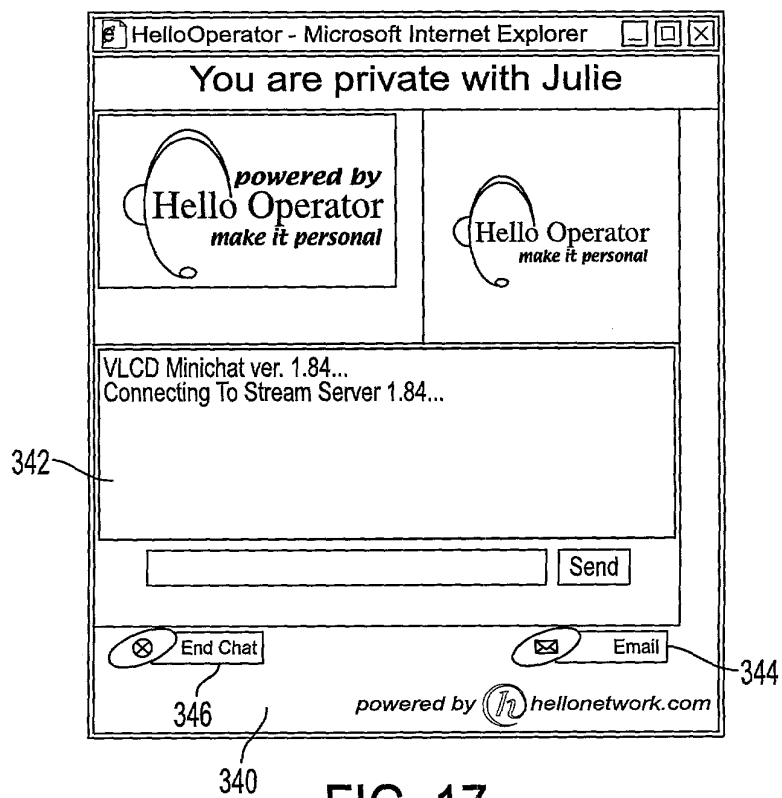 HelloOperator - Microsoft Internet Explorer
You are private with Julie
powered by
Hello Operator
make it personal
Hello Operator
make it personal
VLCD Minichat ver. 1.84...
Connecting To Stream Server 1.84...
342
Send
End Chat
Email
344
346
powered by h hellonetwork.com
340
FIG. 17